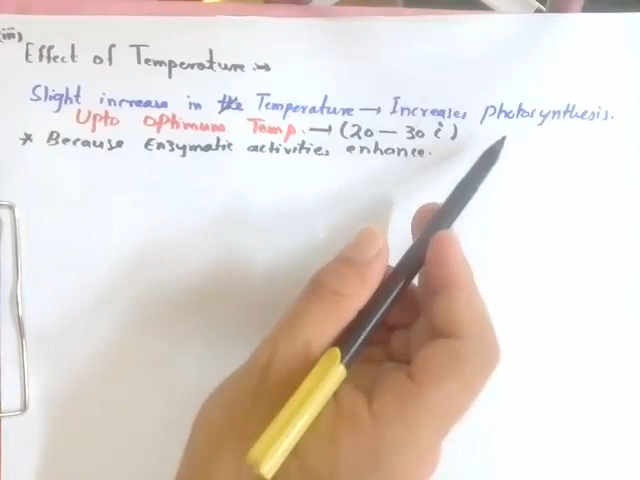 (iii)
Effect of Temperature :→
Slight increase in the Temperature → Increases photosynthesis.
Upto optimum Temp. → (20 — 30 c̊)
* Because Enzymatic activities enhance.